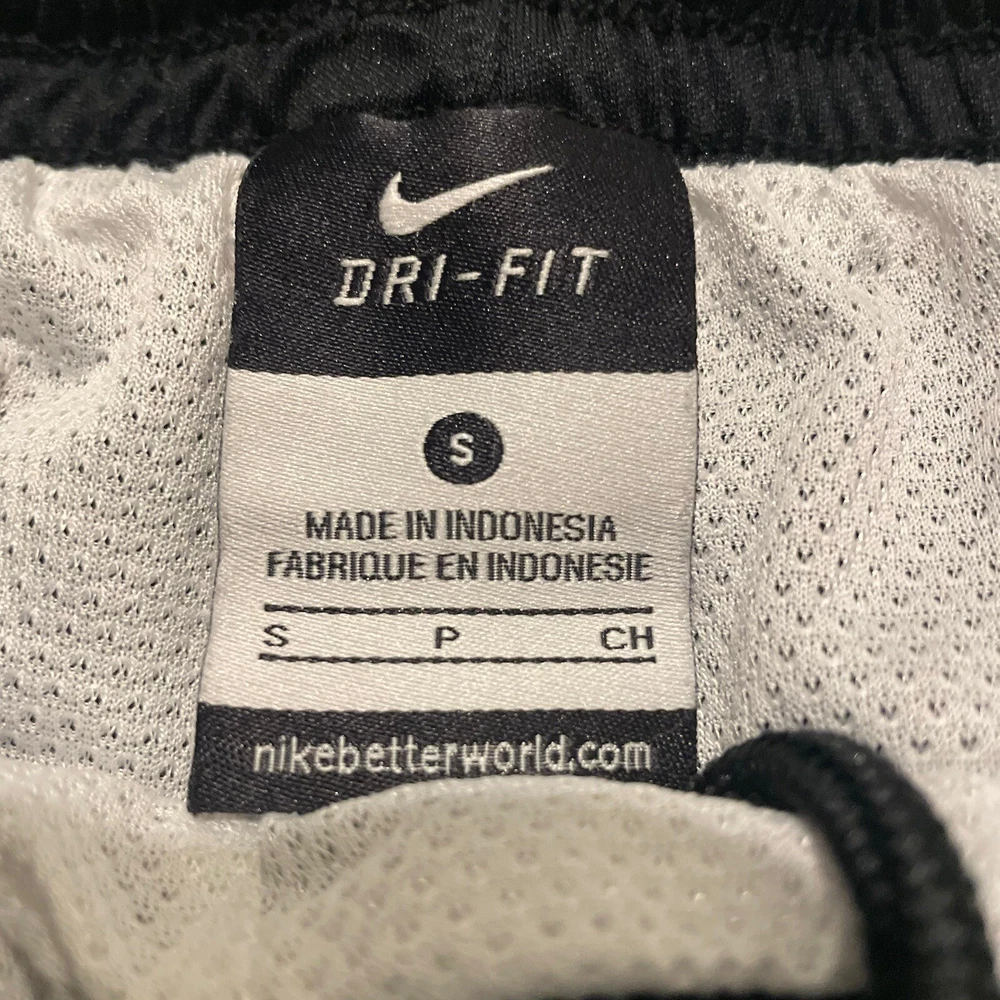 DRI-FIT
S
MADE IN INDONESIA
FABRIQUE EN INDONESIE
S P CH
nikebetterworld.com